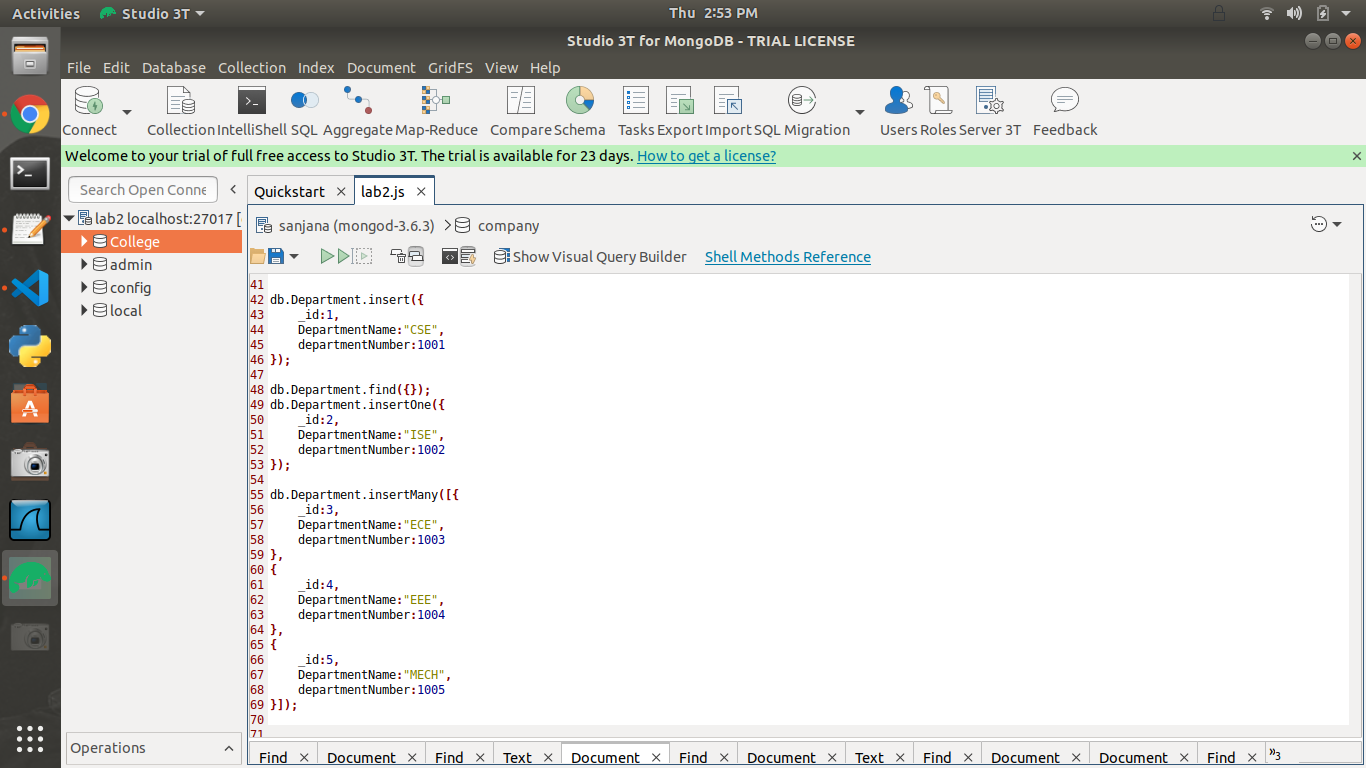 Activities Studio 3T Thu 2:53 PM
Studio 3T for MongoDB - TRIAL LICENSE
File Edit Database Collection Index Document GridFS View Help
Connect Collection IntelliShell SQL Aggregate Map-Reduce Compare Schema Tasks Export Import SQL Migration Users Roles Server 3T Feedback
Welcome to your trial of full free access to Studio 3T. The trial is available for 23 days. How to get a license?
Search Open Conne
Quickstart lab2.js
lab2 localhost:27017 [
College
admin
config
local
sanjana (mongod-3.6.3) company
Show Visual Query Builder Shell Methods Reference
41
42 db.Department.insert({
43 _id:1,
44 DepartmentName:"CSE",
45 departmentNumber:1001
46 });
47
48 db.Department.find({});
49 db.Department.insertOne({
50 _id:2,
51 DepartmentName:"ISE",
52 departmentNumber:1002
53 });
54
55 db.Department.insertMany([{
56 _id:3,
57 DepartmentName:"ECE",
58 departmentNumber:1003
59 },
60 {
61 _id:4,
62 DepartmentName:"EEE",
63 departmentNumber:1004
64 },
65 {
66 _id:5,
67 DepartmentName:"MECH",
68 departmentNumber:1005
69 }]);
70
71
Operations
Find Document Find Text Document Find Document Text Find Document Document Find »3